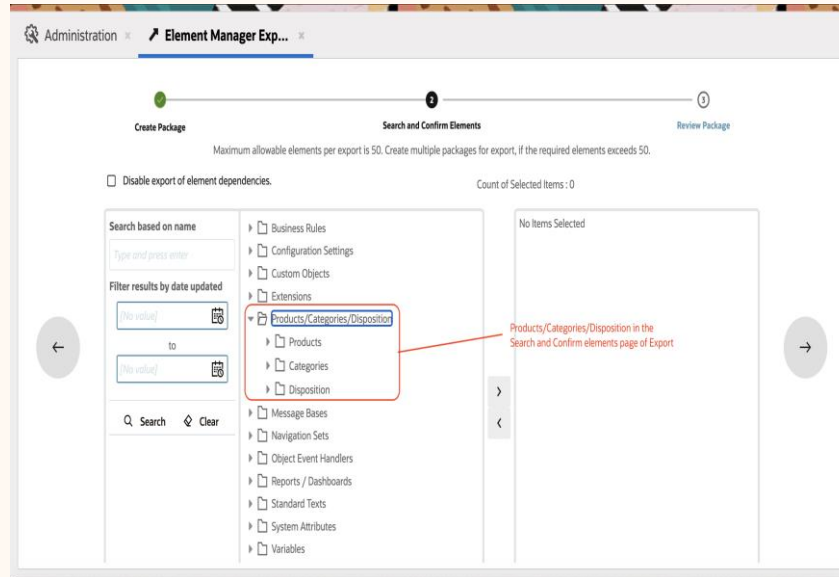 Administration
Element Manager Exp...
2
3
Create Package
Search and Confirm Elements
Review Package
Maximum allowable elements per export is 50. Create multiple packages for export, if the required elements exceeds 50.
Disable export of element dependencies.
Count of Selected Items : 0
Search based on name
Type and press enter
Filter results by date updated
(No value)
to
(No value)
Search
Clear
Business Rules
Configuration Settings
Custom Objects
Extensions
Products/Categories/Disposition
Products
Categories
Disposition
Message Bases
Navigation Sets
Object Event Handlers
Reports / Dashboards
Standard Texts
System Attributes
Variables
No Items Selected
Products/Categories/Disposition in the
Search and Confirm elements page of Export